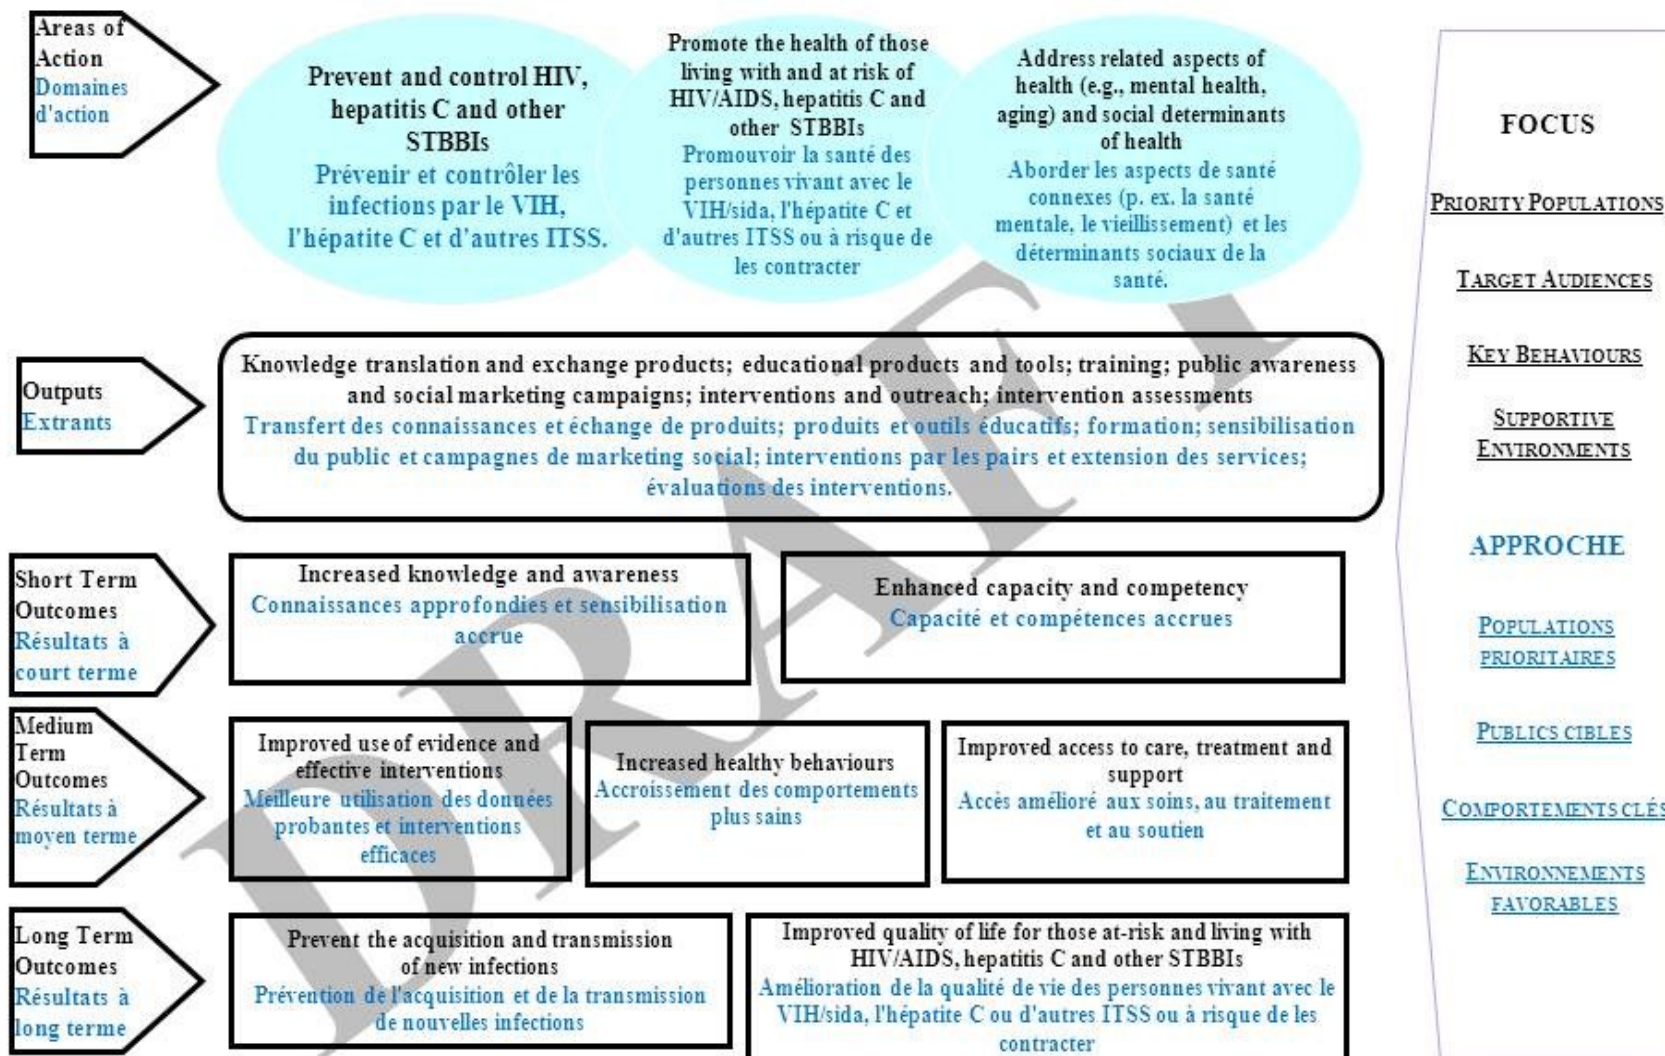 Areas of
Action
Domaines
d'action
Prevent and control HIV,
hepatitis C and other
STBBIs
Prévenir et contrôler les
infections par le VIH,
l'hépatite C et d'autres ITSS.
Promote the health of those
living with and at risk of
HIV/AIDS, hepatitis C and
other STBBIs
Promouvoir la santé des
personnes vivant avec le
VIH/sida, l'hépatite C et
d'autres ITSS ou à risque de
les contracter
Address related aspects of
health (e.g., mental health,
aging) and social determinants
of health
Aborder les aspects de santé
connexes (p. ex. la santé
mentale, le vieillissement) et les
déterminants sociaux de la
santé.
Outputs
Extrants
Knowledge translation and exchange products; educational products and tools; training; public awareness
and social marketing campaigns; interventions and outreach; intervention assessments
Transfert des connaissances et échange de produits; produits et outils éducatifs; formation; sensibilisation
du public et campagnes de marketing social; interventions par les pairs et extension des services;
évaluations des interventions.
Short Term
Outcomes
Résultats à
court terme
Increased knowledge and awareness
Connaissances approfondies et sensibilisation
accrue
Enhanced capacity and competency
Capacité et compétences accrues
Medium
Term
Outcomes
Résultats à
moyen terme
Improved use of evidence and
effective interventions
Meilleure utilisation des données
probantes et interventions
efficaces
Increased healthy behaviours
Accroissement des comportements
plus sains
Improved access to care, treatment and
support
Accès amélioré aux soins, au traitement
et au soutien
Long Term
Outcomes
Résultats à
long terme
Prevent the acquisition and transmission
of new infections
Prévention de l'acquisition et de la transmission
de nouvelles infections
Improved quality of life for those at-risk and living with
HIV/AIDS, hepatitis C and other STBBIs
Amélioration de la qualité de vie des personnes vivant avec le
VIH/sida, l'hépatite C ou d'autres ITSS ou à risque de les
contracter
FOCUS
PRIORITY POPULATIONS
TARGET AUDIENCES
KEY BEHAVIOURS
SUPPORTIVE
ENVIRONMENTS
APPROCHE
POPULATIONS
PRIORITAIRES
PUBLICS CIBLES
COMPORTEMENTS CLÉS
ENVIRONNEMENTS
FAVORABLES
DRAFT